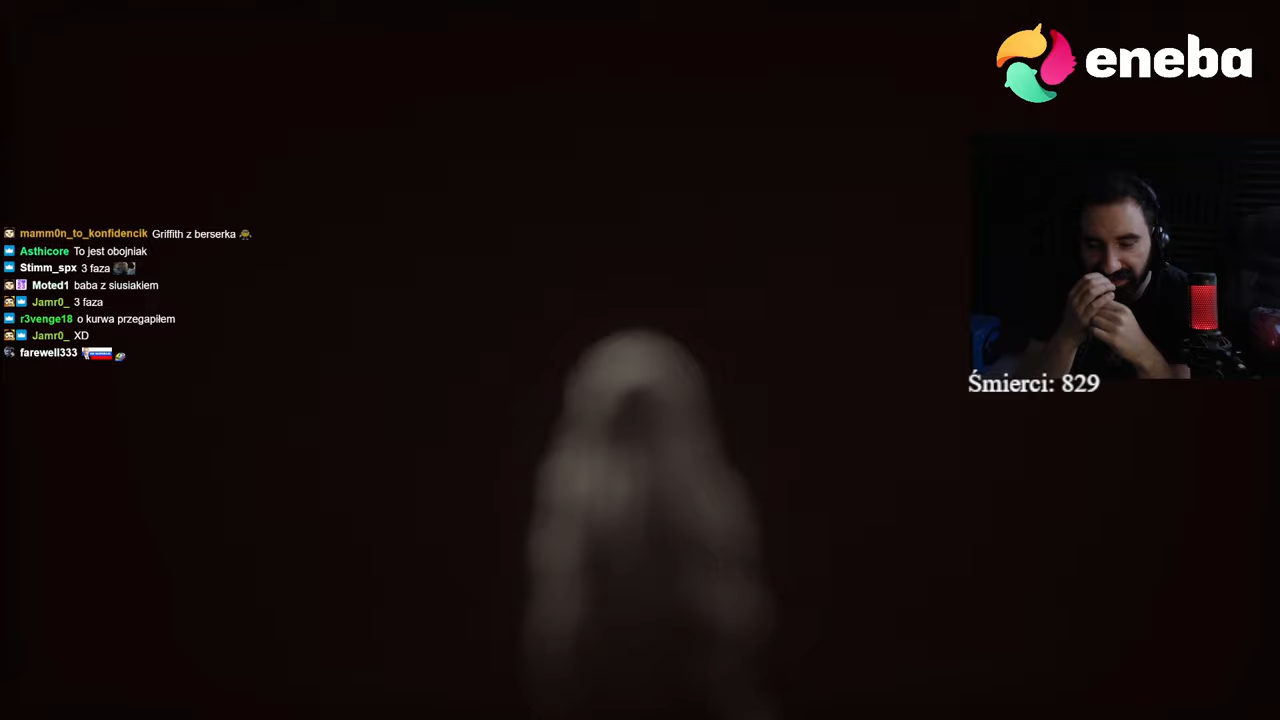 eneba
mamm0n_to_konfidencik Griffith z berserka
Asthicore To jest obojniak
Stimm_spx 3 faza
Moted1 baba z siusiakiem
Jamr0_ 3 faza
r3venge18 o kurwa przegapiłem
Jamr0_ XD
farewell333
Śmierci: 829